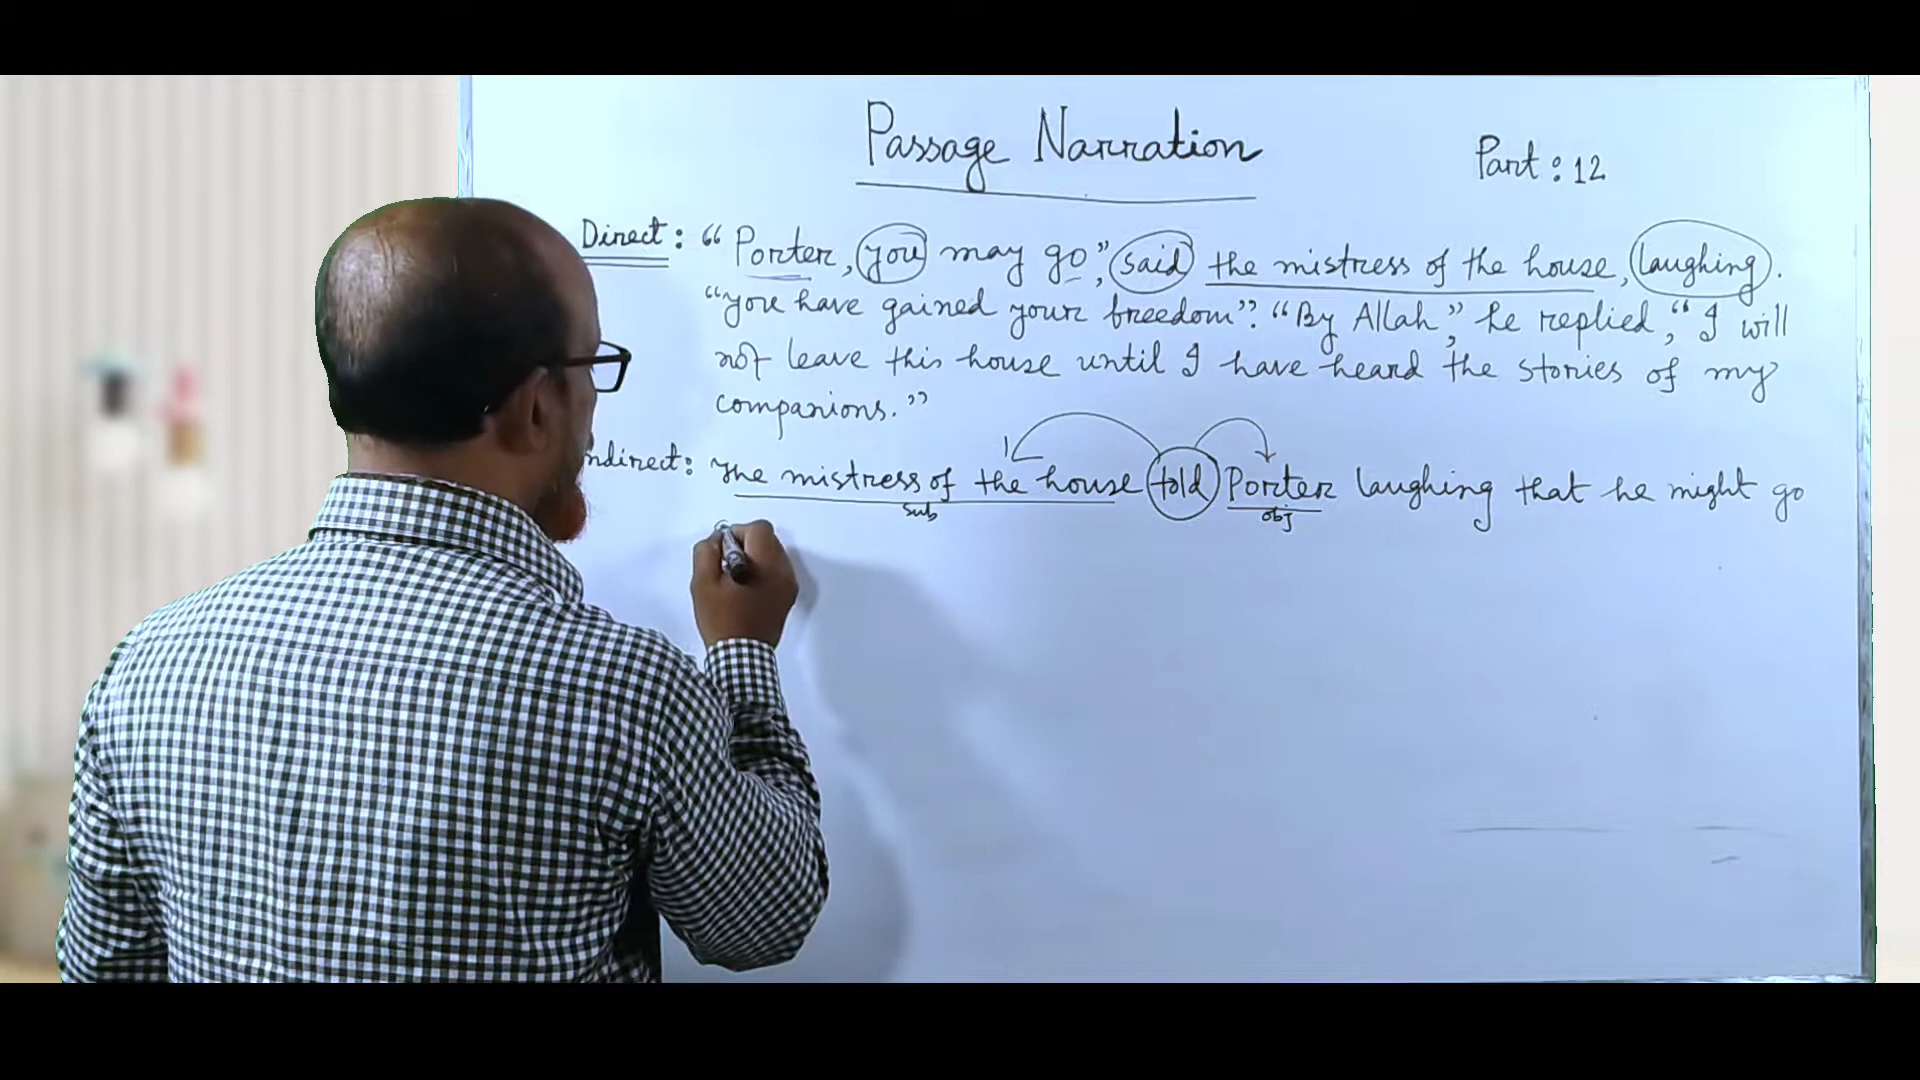 Passage Narration
Part : 12
Direct : “Porter, you may go”, said the mistress of the house, laughing.
“you have gained your freedom”. “By Allah”, he replied, “I will
not leave this house until I have heard the stories of my
companions.”
ndirect : The mistress of the house told Porter laughing that he might go
sub
obj